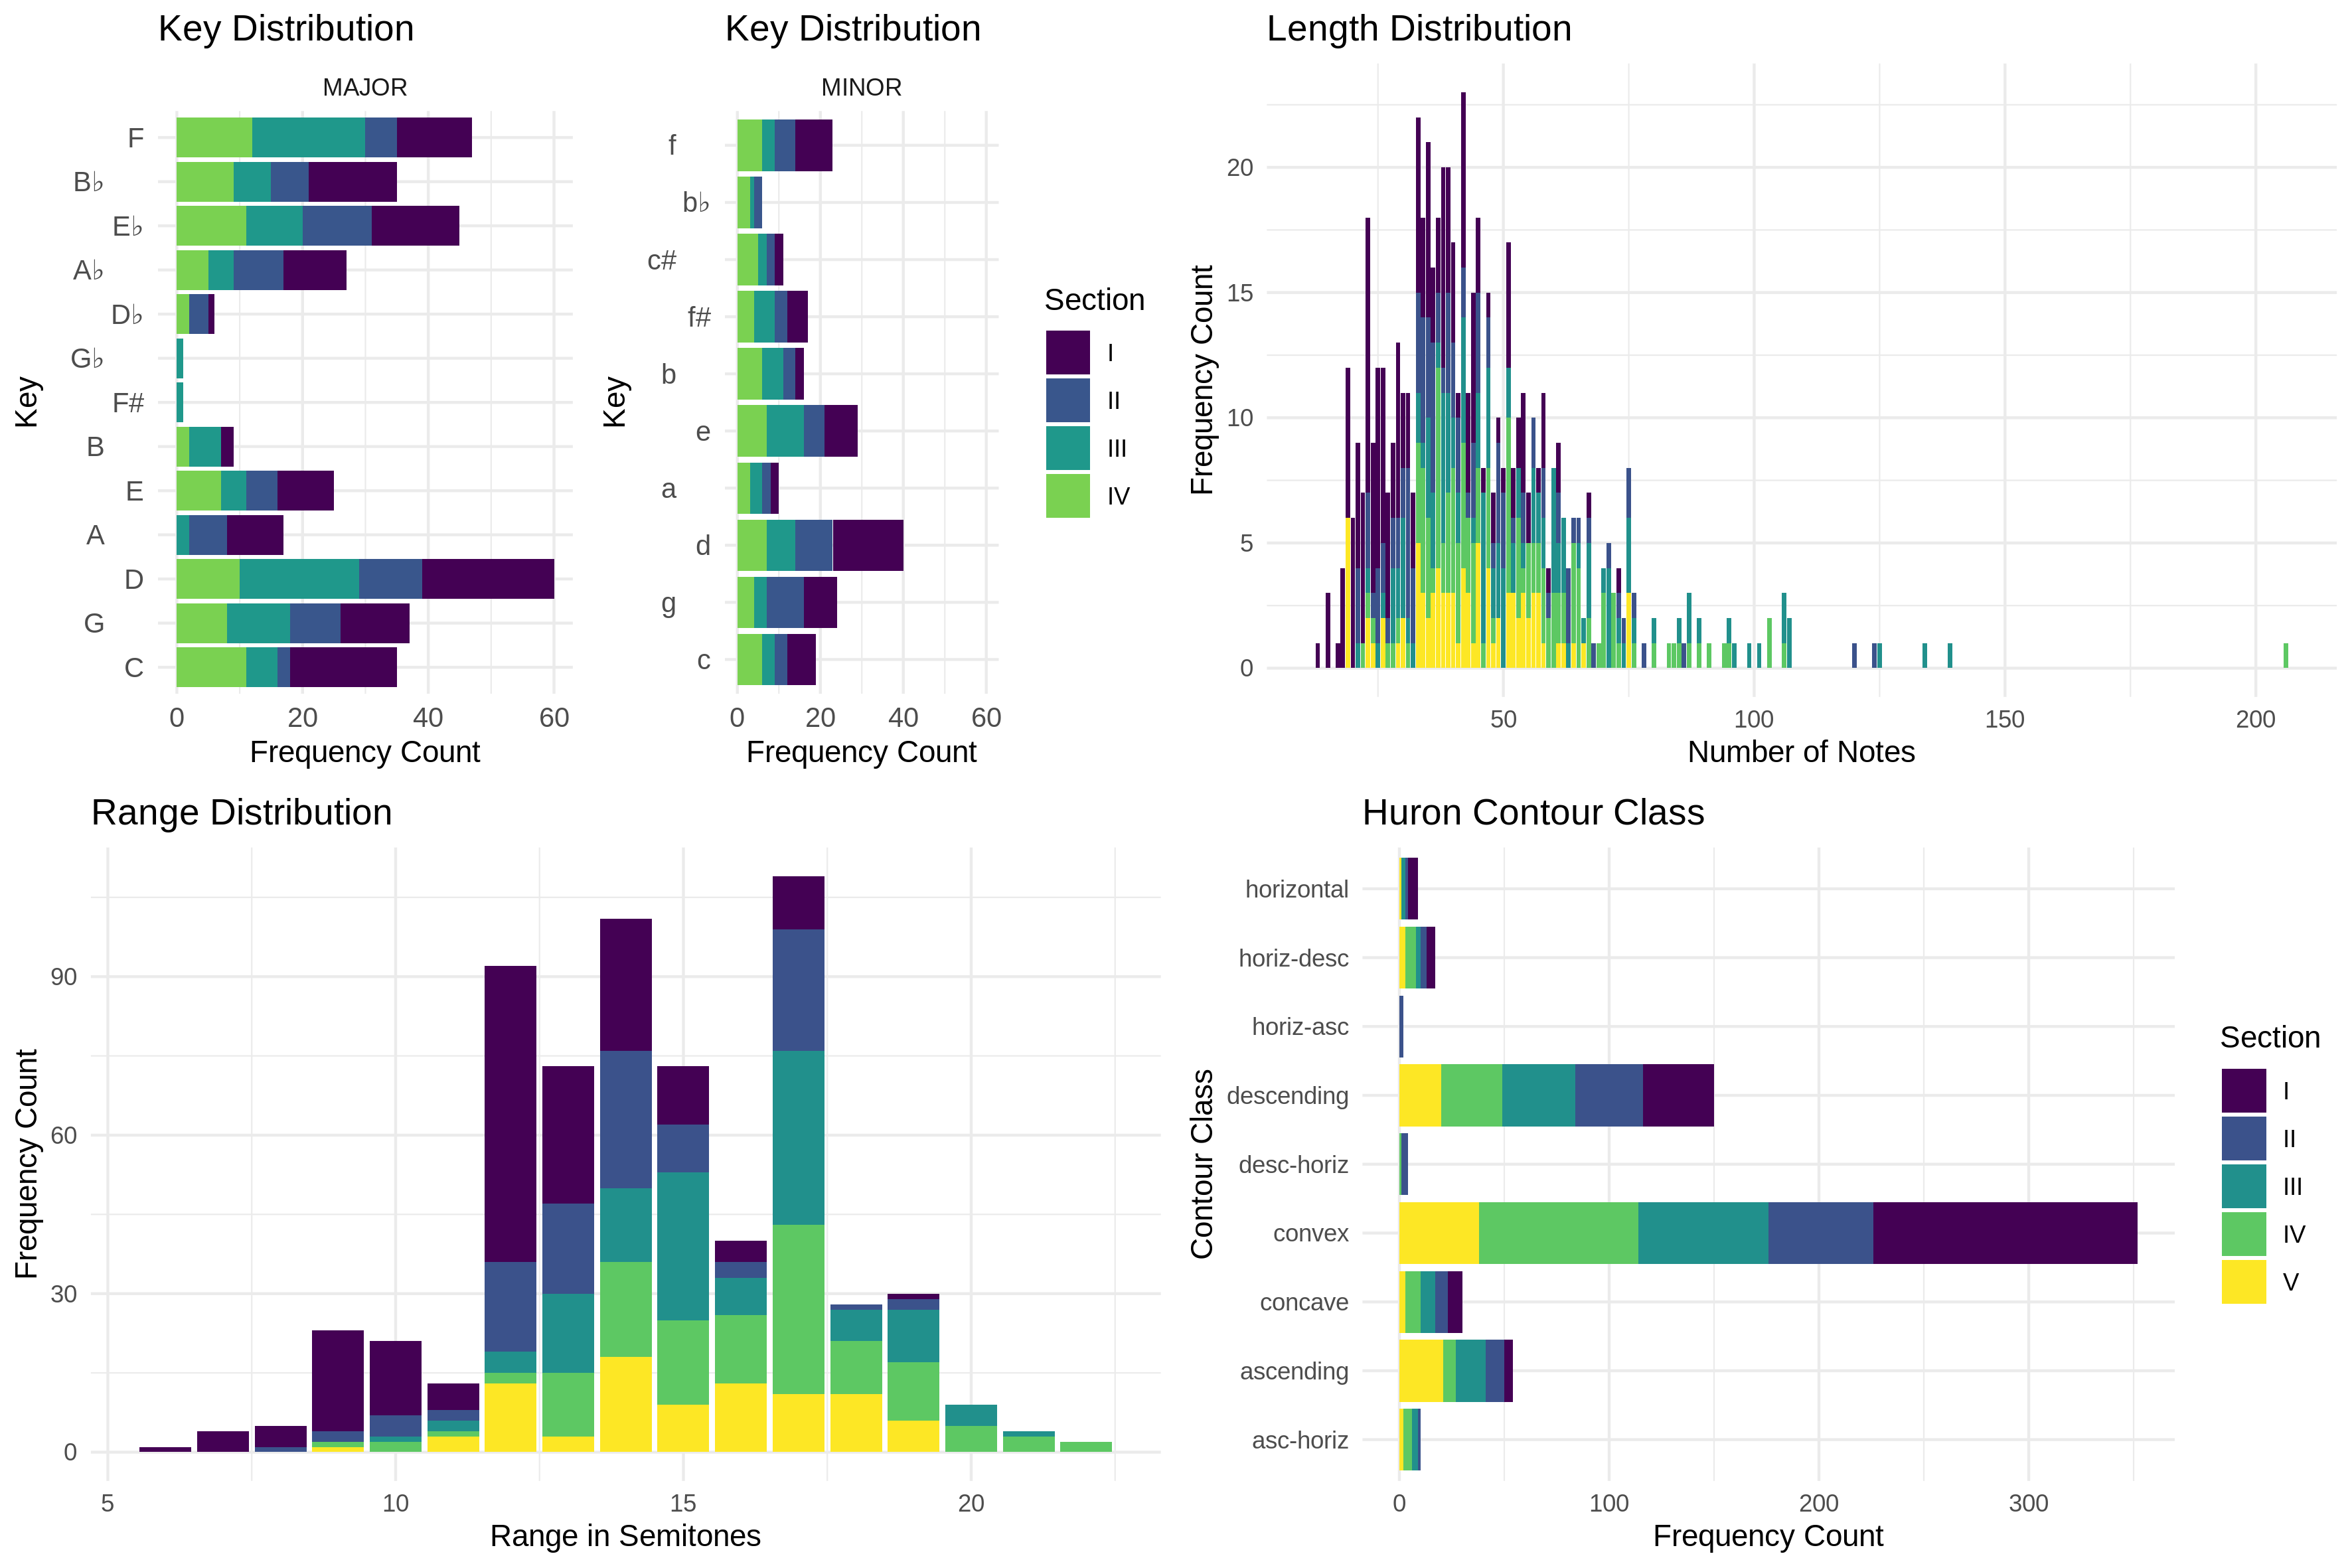 Key Distribution
MAJOR
F
B♭
E♭
A♭
D♭
G♭
F#
B
E
A
D
G
C
Key
0 20 40 60
Frequency Count
Key Distribution
MINOR
f
b♭
c#
f#
b
e
a
d
g
c
Key
0 20 40 60
Frequency Count
Section
I
II
III
IV
Length Distribution
20
15
10
5
0
Frequency Count
50 100 150 200
Number of Notes
Range Distribution
90
60
30
0
Frequency Count
5 10 15 20
Range in Semitones
Huron Contour Class
horizontal
horiz-desc
horiz-asc
descending
desc-horiz
convex
concave
ascending
asc-horiz
Contour Class
0 100 200 300
Frequency Count
Section
I
II
III
IV
V